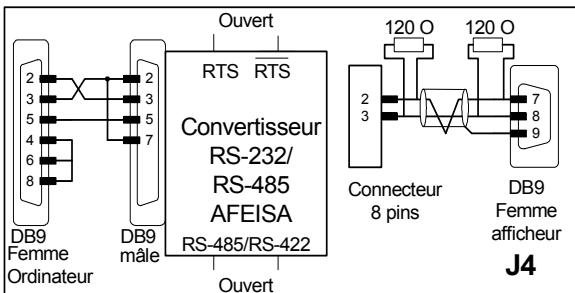 Ouvert
120 O 120 O
RTS RTS
2 2
3 3
5 5
4 7
6
8
Convertisseur
RS-232/
RS-485
AFEISA
RS-485/RS-422
Ouvert
DB9
Femme
Ordinateur
DB9
mâle
2
3
Connecteur
8 pins
7
8
9
DB9
Femme
afficheur
J4